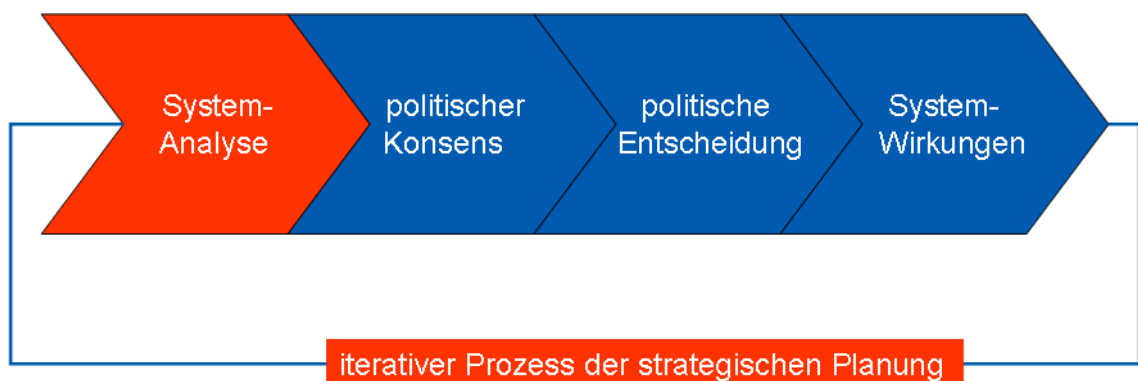 System-
Analyse
politischer
Konsens
politische
Entscheidung
System-
Wirkungen
iterativer Prozess der strategischen Planung